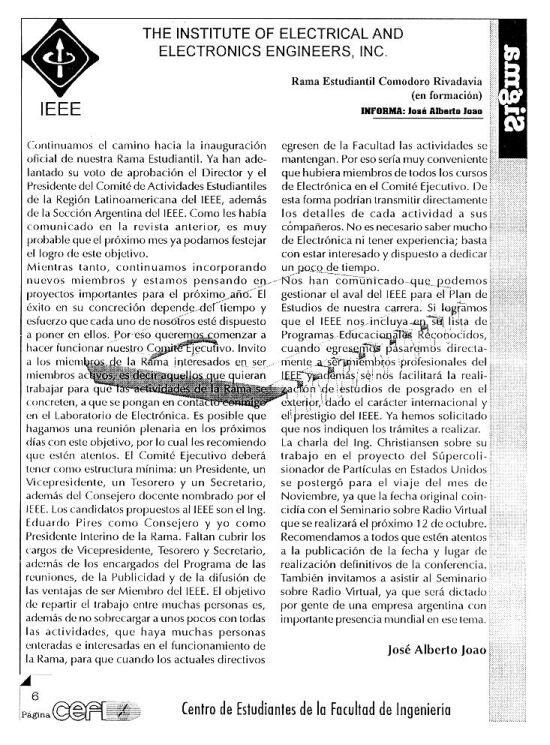 THE INSTITUTE OF ELECTRICAL AND
ELECTRONICS ENGINEERS, INC.
IEEE
Rama Estudiantil Comodoro Rivadavia
(en formación)
INFORMA: José Alberto Joao
Sigma
Continuamos el camino hacia la inauguración
oficial de nuestra Rama Estudiantil. Ya han ade-
lantado su voto de aprobación el Director y el
Presidente del Comité de Actividades Estudiantiles
de la Región Latinoamericana del IEEE, además
de la Sección Argentina del IEEE. Como les había
comunicado en la revista anterior, es muy
probable que el próximo mes ya podamos festejar
el logro de este objetivo.
Mientras tanto, continuamos incorporando
nuevos miembros y estamos pensando en
proyectos importantes para el próximo año. El
éxito en su concreción depende del tiempo y
esfuerzo que cada uno de nosotros esté dispuesto
a poner en ellos. Por eso queremos comenzar a
hacer funcionar nuestro Comité Ejecutivo. Invito
a los miembros de la Rama interesados en ser
miembros activos, es decir aquellos que quieran
trabajar para que las actividades de la Rama se
concreten, a que se pongan en contacto conmigo
en el Laboratorio de Electrónica. Es posible que
hagamos una reunión plenaria en los próximos
días con este objetivo, por lo cual les recomiendo
que estén atentos. El Comité Ejecutivo deberá
tener como estructura mínima: un Presidente, un
Vicepresidente, un Tesorero y un Secretario,
además del Consejero docente nombrado por el
IEEE. Los candidatos propuestos al IEEE son el Ing.
Eduardo Pires como Consejero y yo como
Presidente Interino de la Rama. Faltan cubrir los
cargos de Vicepresidente, Tesorero y Secretario,
además de los encargados del Programa de las
reuniones, de la Publicidad y de la difusión de
las ventajas de ser Miembro del IEEE. El objetivo
de repartir el trabajo entre muchas personas es,
además de no sobrecargar a unos pocos con todas
las actividades, que haya muchas personas
enteradas e interesadas en el funcionamiento de
la Rama, para que cuando los actuales directivos
egresen de la Facultad las actividades se
mantengan. Por eso sería muy conveniente
que hubiera miembros de todos los cursos
de Electrónica en el Comité Ejecutivo. De
esta forma podrían transmitir directamente
los detalles de cada actividad a sus
cómpañeros. No es necesario saber mucho
de Electrónica ni tener experiencia; basta
con estar interesado y dispuesto a dedicar
un poco de tiempo.
Nos han comunicado que podemos
gestionar el aval del IEEE para el Plan de
Estudios de nuestra carrera. Si logramos
que el IEEE nos incluya en su lista de
Programas Educacionales Reconocidos,
cuando egresemos pasaremos directa-
mente a ser miembros profesionales del
IEEE y además se nos facilitará la reali-
zación de estudios de posgrado en el
exterior, dado el carácter internacional y
el prestigio del IEEE. Ya hemos solicitado
que nos indiquen los trámites a realizar.
La charla del Ing. Christiansen sobre su
trabajo en el proyecto del Súpercoli-
sionador de Partículas en Estados Unidos
se postergó para el viaje del mes de
Noviembre, ya que la fecha original coin-
cidía con el Seminario sobre Radio Virtual
que se realizará el próximo 12 de octubre.
Recomendamos a todos que estén atentos
a la publicación de la fecha y lugar de
realización definitivos de la conferencia.
También invitamos a asistir al Seminario
sobre Radio Virtual, ya que será dictado
por gente de una empresa argentina con
importante presencia mundial en ese tema.
José Alberto Joao
6
Página
CEFI
Centro de Estudiantes de la Facultad de Ingeniería